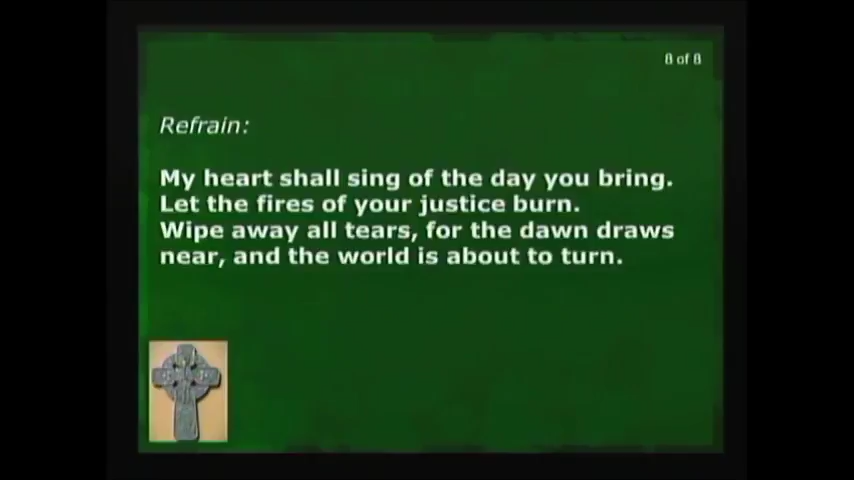 8 of 8
Refrain:
My heart shall sing of the day you bring.
Let the fires of your justice burn.
Wipe away all tears, for the dawn draws
near, and the world is about to turn.